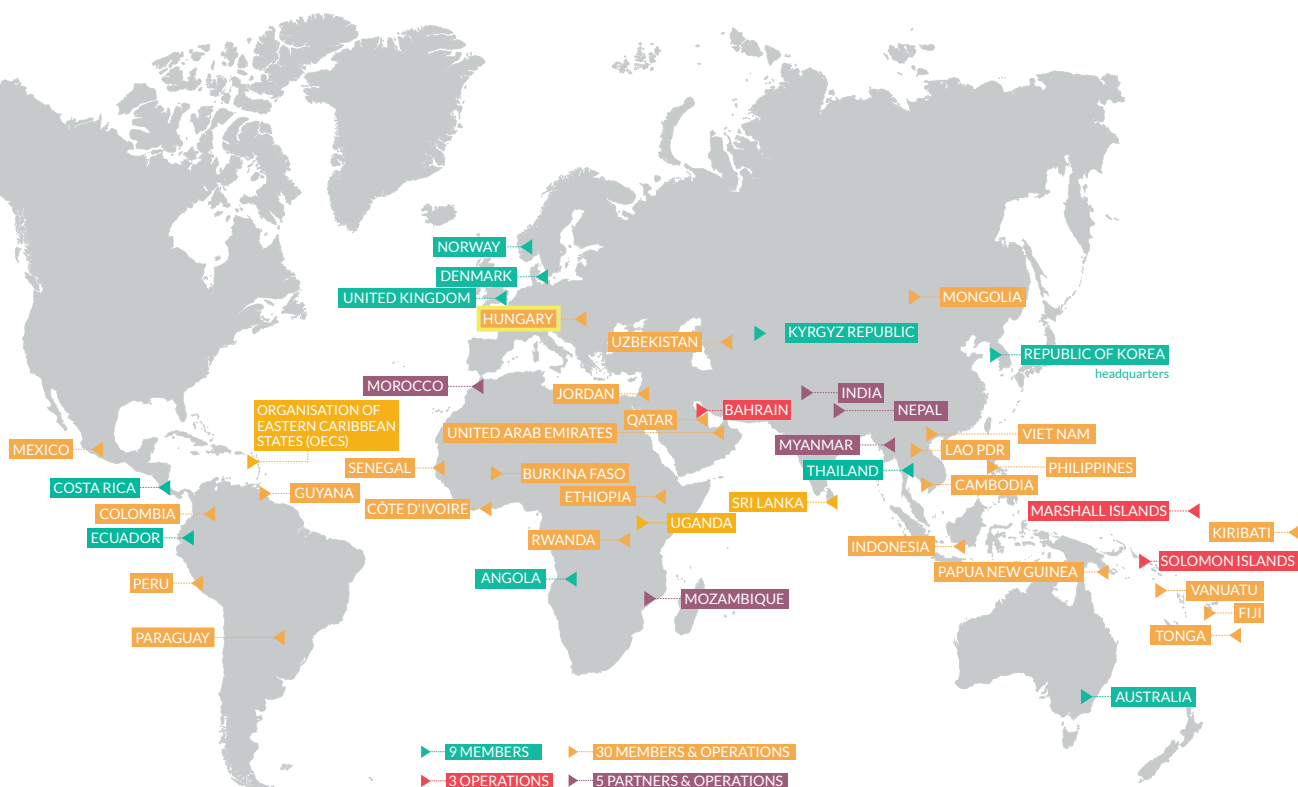 NORWAY
DENMARK
UNITED KINGDOM
MONGOLIA
HUNGARY
KYRGYZ REPUBLIC
UZBEKISTAN
REPUBLIC OF KOREA
headquarters
MOROCCO
JORDAN
INDIA
ORGANISATION OF
EASTERN CARIBBEAN
STATES (OECS)
BAHRAIN
NEPAL
QATAR
UNITED ARAB EMIRATES
VIET NAM
MYANMAR
MEXICO
LAO PDR
SENEGAL
THAILAND
PHILIPPINES
BURKINA FASO
COSTA RICA
GUYANA
ETHIOPIA
CAMBODIA
SRI LANKA
CÔTE D'IVOIRE
MARSHALL ISLANDS
COLOMBIA
UGANDA
KIRIBATI
ECUADOR
RWANDA
INDONESIA
SOLOMON ISLANDS
PAPUA NEW GUINEA
ANGOLA
PERU
VANUATU
MOZAMBIQUE
FIJI
TONGA
PARAGUAY
AUSTRALIA
9 MEMBERS
30 MEMBERS & OPERATIONS
3 OPERATIONS
5 PARTNERS & OPERATIONS